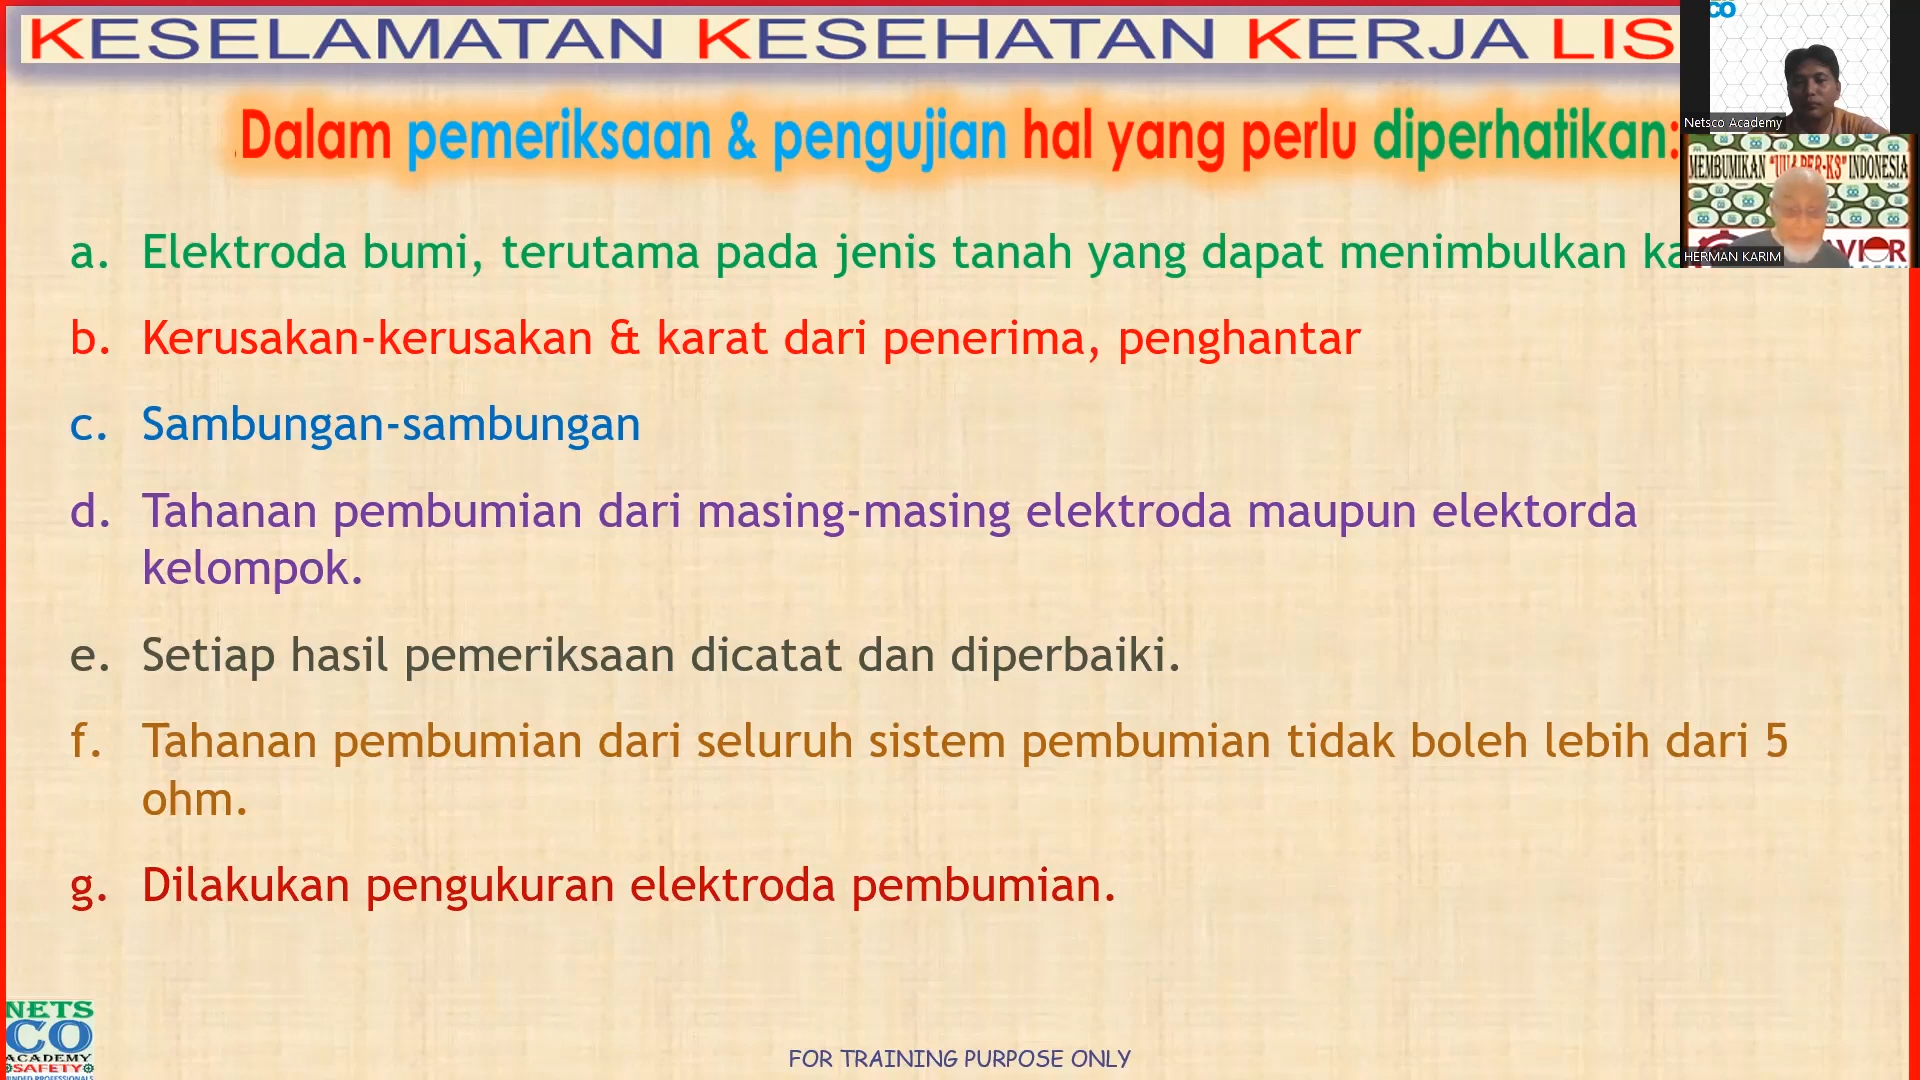 KESELAMATAN KESEHATAN KERJA LIS
CO
Netsco Academy
.Dalam pemeriksaan & pengujian hal yang perlu diperhatikan:
MEMBUMIKAN INDONESIA
HERMAN KARIM
a. Elektroda bumi, terutama pada jenis tanah yang dapat menimbulkan ka
b. Kerusakan-kerusakan & karat dari penerima, penghantar
c. Sambungan-sambungan
d. Tahanan pembumian dari masing-masing elektroda maupun elektorda
kelompok.
e. Setiap hasil pemeriksaan dicatat dan diperbaiki.
f. Tahanan pembumian dari seluruh sistem pembumian tidak boleh lebih dari 5
ohm.
g. Dilakukan pengukuran elektroda pembumian.
NETS
CO
ACADEMY
SAFETY
MINDED PROFESSIONALS
FOR TRAINING PURPOSE ONLY